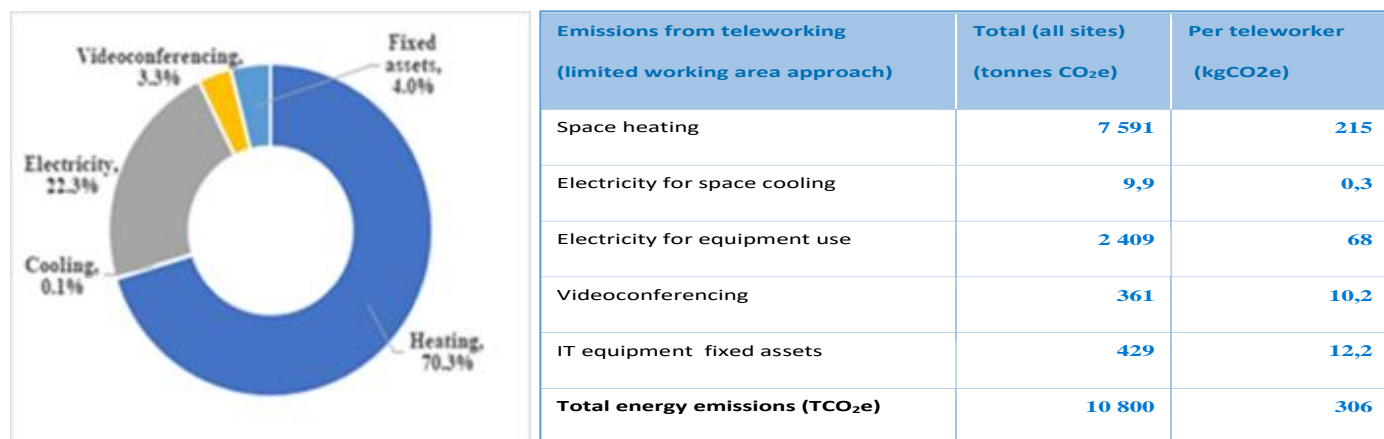 Fixed
assets,
4.0%
Videoconferencing,
3.3%
Electricity,
22.3%
Cooling,
0.1%
Heating,
70.3%
Emissions from teleworking
(limited working area approach)
Total (all sites)
(tonnes CO₂e)
Per teleworker
(kgCO2e)
Space heating 7 591 215
Electricity for space cooling 9,9 0,3
Electricity for equipment use 2 409 68
Videoconferencing 361 10,2
IT equipment fixed assets 429 12,2
Total energy emissions (TCO₂e) 10 800 306